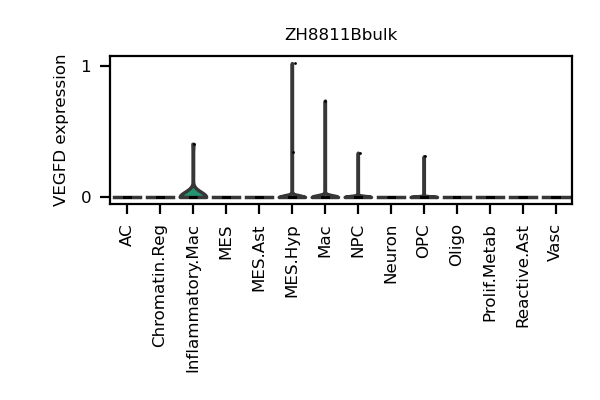 ZH8811Bbulk
VEGFD expression
1
0
AC
Chromatin.Reg
Inflammatory.Mac
MES
MES.Ast
MES.Hyp
Mac
NPC
Neuron
OPC
Oligo
Prolif.Metab
Reactive.Ast
Vasc